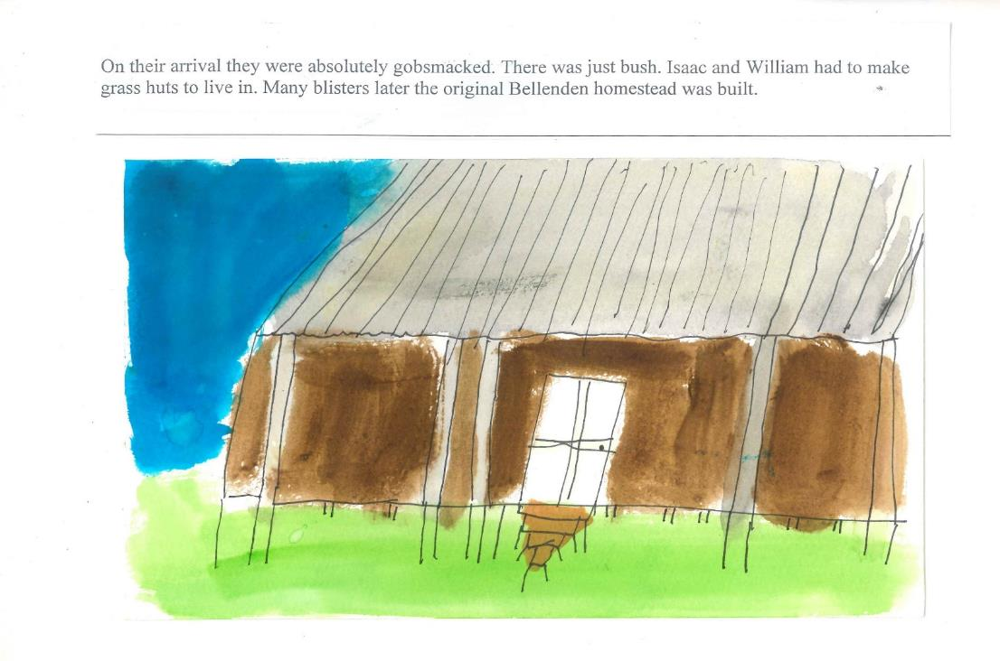 On their arrival they were absolutely gobsmacked. There was just bush. Isaac and William had to make
grass huts to live in. Many blisters later the original Bellenden homestead was built.